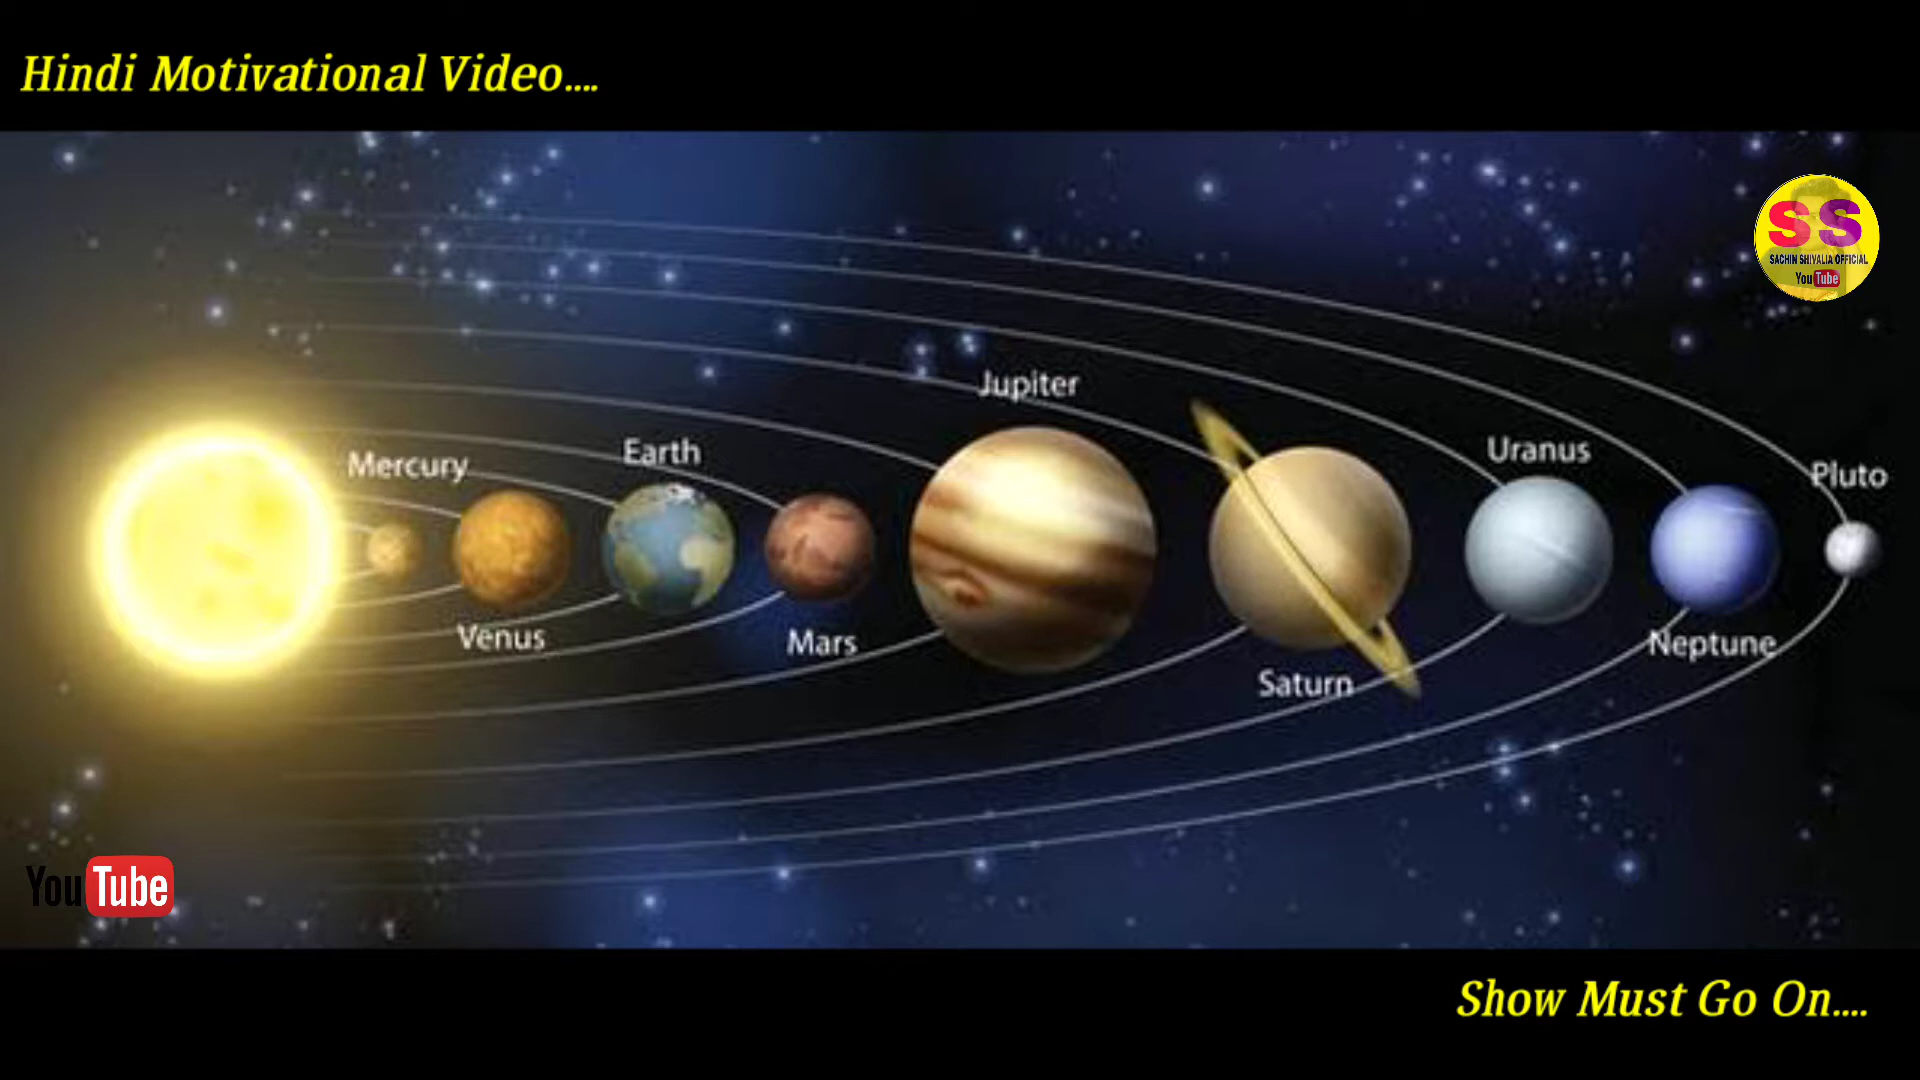 Hindi Motivational Video....
SS
SACHIN SHIVALIA OFFICIAL
YouTube
Jupiter
Earth
Uranus
Mercury
Pluto
Venus
Mars
Neptune
Saturn
YouTube
Show Must Go On....